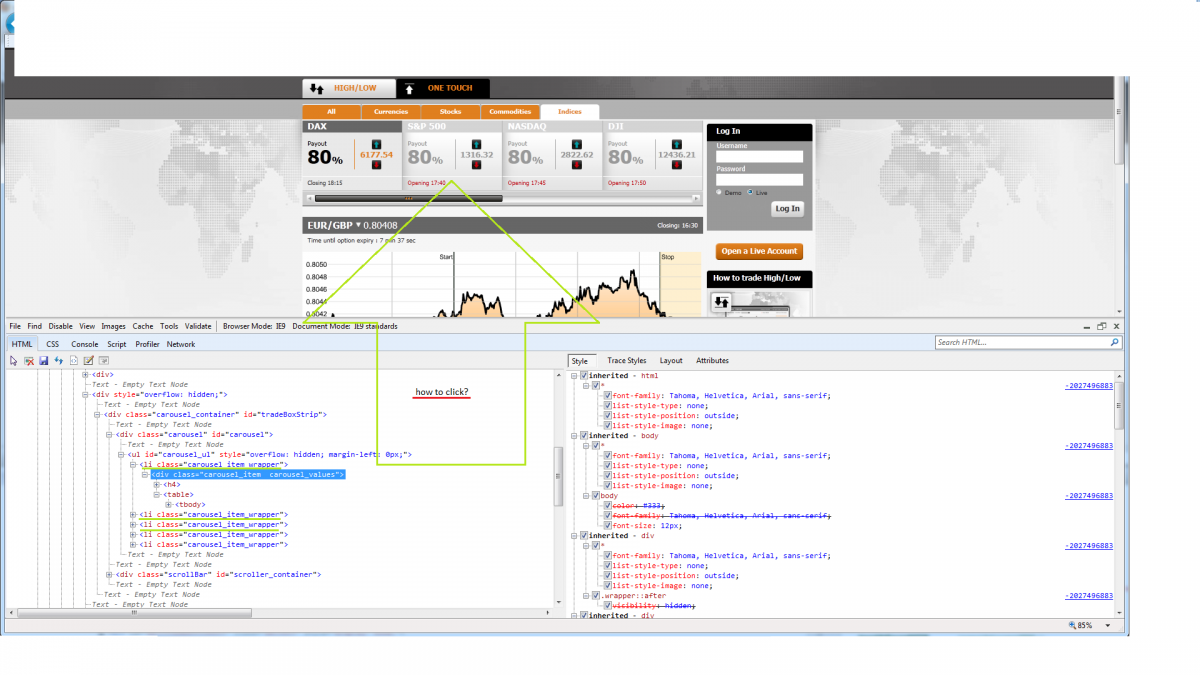 HIGH/LOW ONE TOUCH
All Currencies Stocks Commodities Indices
DAX S&P 500 NASDAQ DJI
Payout Payout Payout Payout
80% 6177.54 80% 1316.32 80% 2822.62 80% 12436.21
Closing 18:15 Opening 17:40 Opening 17:45 Opening 17:50
Log In
Username
Password
Demo Live
Log In
EUR/GBP ▼ 0.80408 Closing: 16:30
Time until option expiry : 7 min 37 sec
Open a Live Account
Start Stop
0.8050
0.8048
0.8046
0.8044
0.5042
How to trade High/Low
File Find Disable View Images Cache Tools Validate Browser Mode: IE9 Document Mode: IE9 standards
HTML CSS Console Script Profiler Network Search HTML...
Style Trace Styles Layout Attributes
<div>
Text - Empty Text Node
<div style="overflow: hidden;">
Text - Empty Text Node
<div class="carousel_container" id="tradeBoxStrip">
Text - Empty Text Node
<div class="carousel" id="carousel">
Text - Empty Text Node
<ul id="carousel_ul" style="overflow: hidden; margin-left: 0px;">
<li class="carousel_item_wrapper">
<div class="carousel_item  carousel_values">
<h4>
<table>
<tbody>
<li class="carousel_item_wrapper">
<li class="carousel_item_wrapper">
<li class="carousel_item_wrapper">
<li class="carousel_item_wrapper">
Text - Empty Text Node
Text - Empty Text Node
<div class="scrollBar" id="scroller_container">
Text - Empty Text Node
Text - Empty Text Node
Text - Empty Text Node
how to click?
inherited - html
* -2027496883
font-family: Tahoma, Helvetica, Arial, sans-serif;
list-style-type: none;
list-style-position: outside;
list-style-image: none;
inherited - body
* -2027496883
font-family: Tahoma, Helvetica, Arial, sans-serif;
list-style-type: none;
list-style-position: outside;
list-style-image: none;
body -2027496883
color: #333;
font-family: Tahoma, Helvetica, Arial, sans-serif;
font-size: 12px;
inherited - div
* -2027496883
font-family: Tahoma, Helvetica, Arial, sans-serif;
list-style-type: none;
list-style-position: outside;
list-style-image: none;
.wrapper::after -2027496883
visibility: hidden;
inherited - div
85%